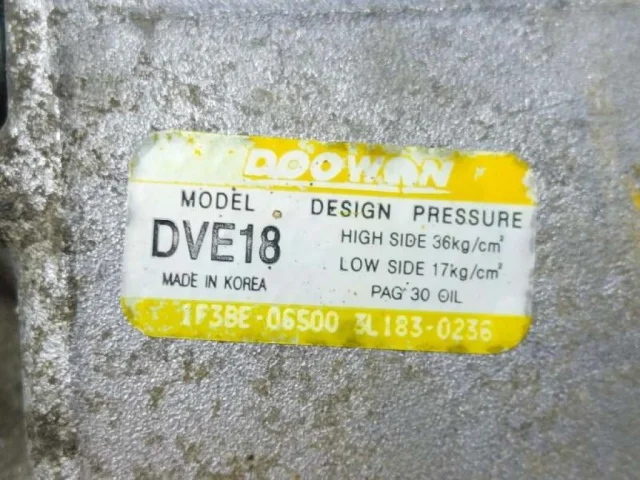 DOOWON
MODEL
DVE18
MADE IN KOREA
DESIGN PRESSURE
HIGH SIDE 36kg/cm²
LOW SIDE 17kg/cm²
PAG 30 OIL
1F3BE-06500 3L183-0236